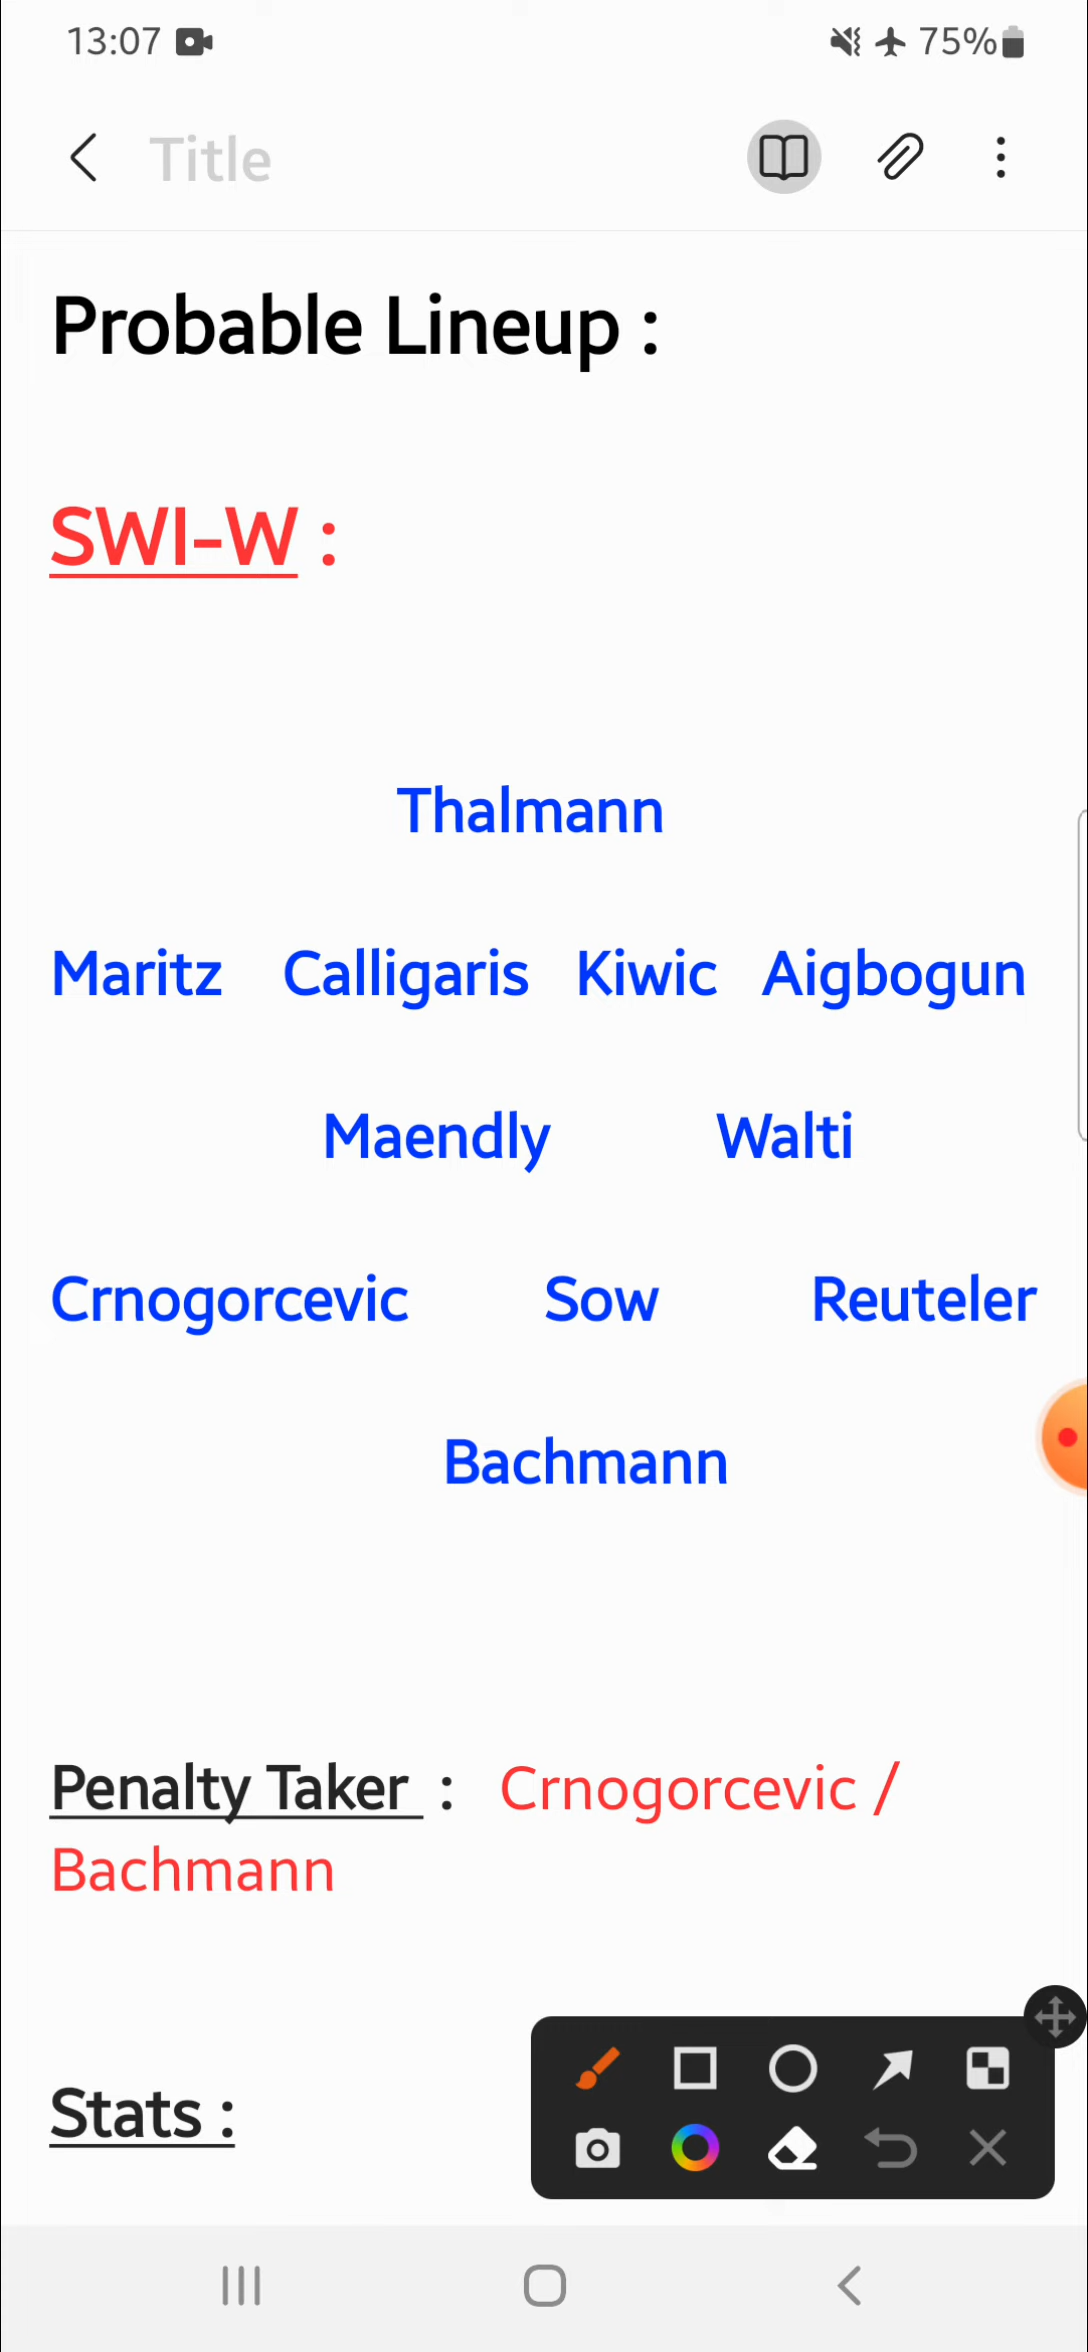 13:07 75%
Title
Probable Lineup :
SWI-W :
Thalmann
Maritz Calligaris Kiwic Aigbogun
Maendly Walti
Crnogorcevic Sow Reuteler
Bachmann
Penalty Taker : Crnogorcevic /
Bachmann
Stats :